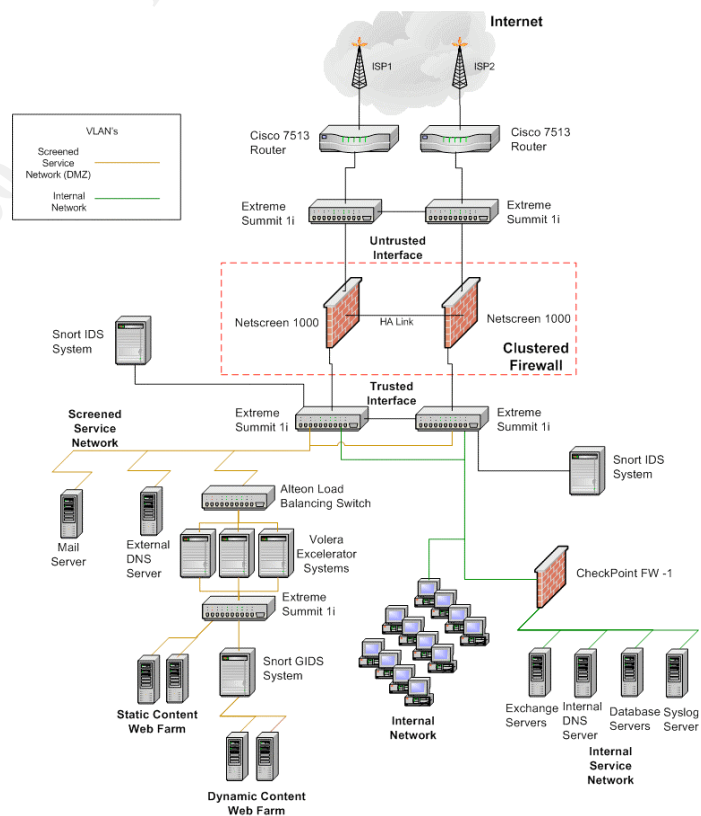 Internet
ISP1
ISP2
Cisco 7513
Router
Cisco 7513
Router
VLAN's
Screened
Service
Network (DMZ)
Internal
Network
Extreme
Summit 1i
Extreme
Summit 1i
Untrusted
Interface
Netscreen 1000
HA Link
Netscreen 1000
Clustered
Firewall
Snort IDS
System
Trusted
Interface
Extreme
Summit 1i
Extreme
Summit 1i
Screened
Service
Network
Snort IDS
System
Alteon Load
Balancing Switch
Mail
Server
External
DNS
Server
Volera
Excelerator
Systems
CheckPoint FW -1
Extreme
Summit 1i
Snort GIDS
System
Static Content
Web Farm
Dynamic Content
Web Farm
Internal
Network
Exchange
Servers
Internal
DNS
Server
Database
Servers
Syslog
Server
Internal
Service
Network